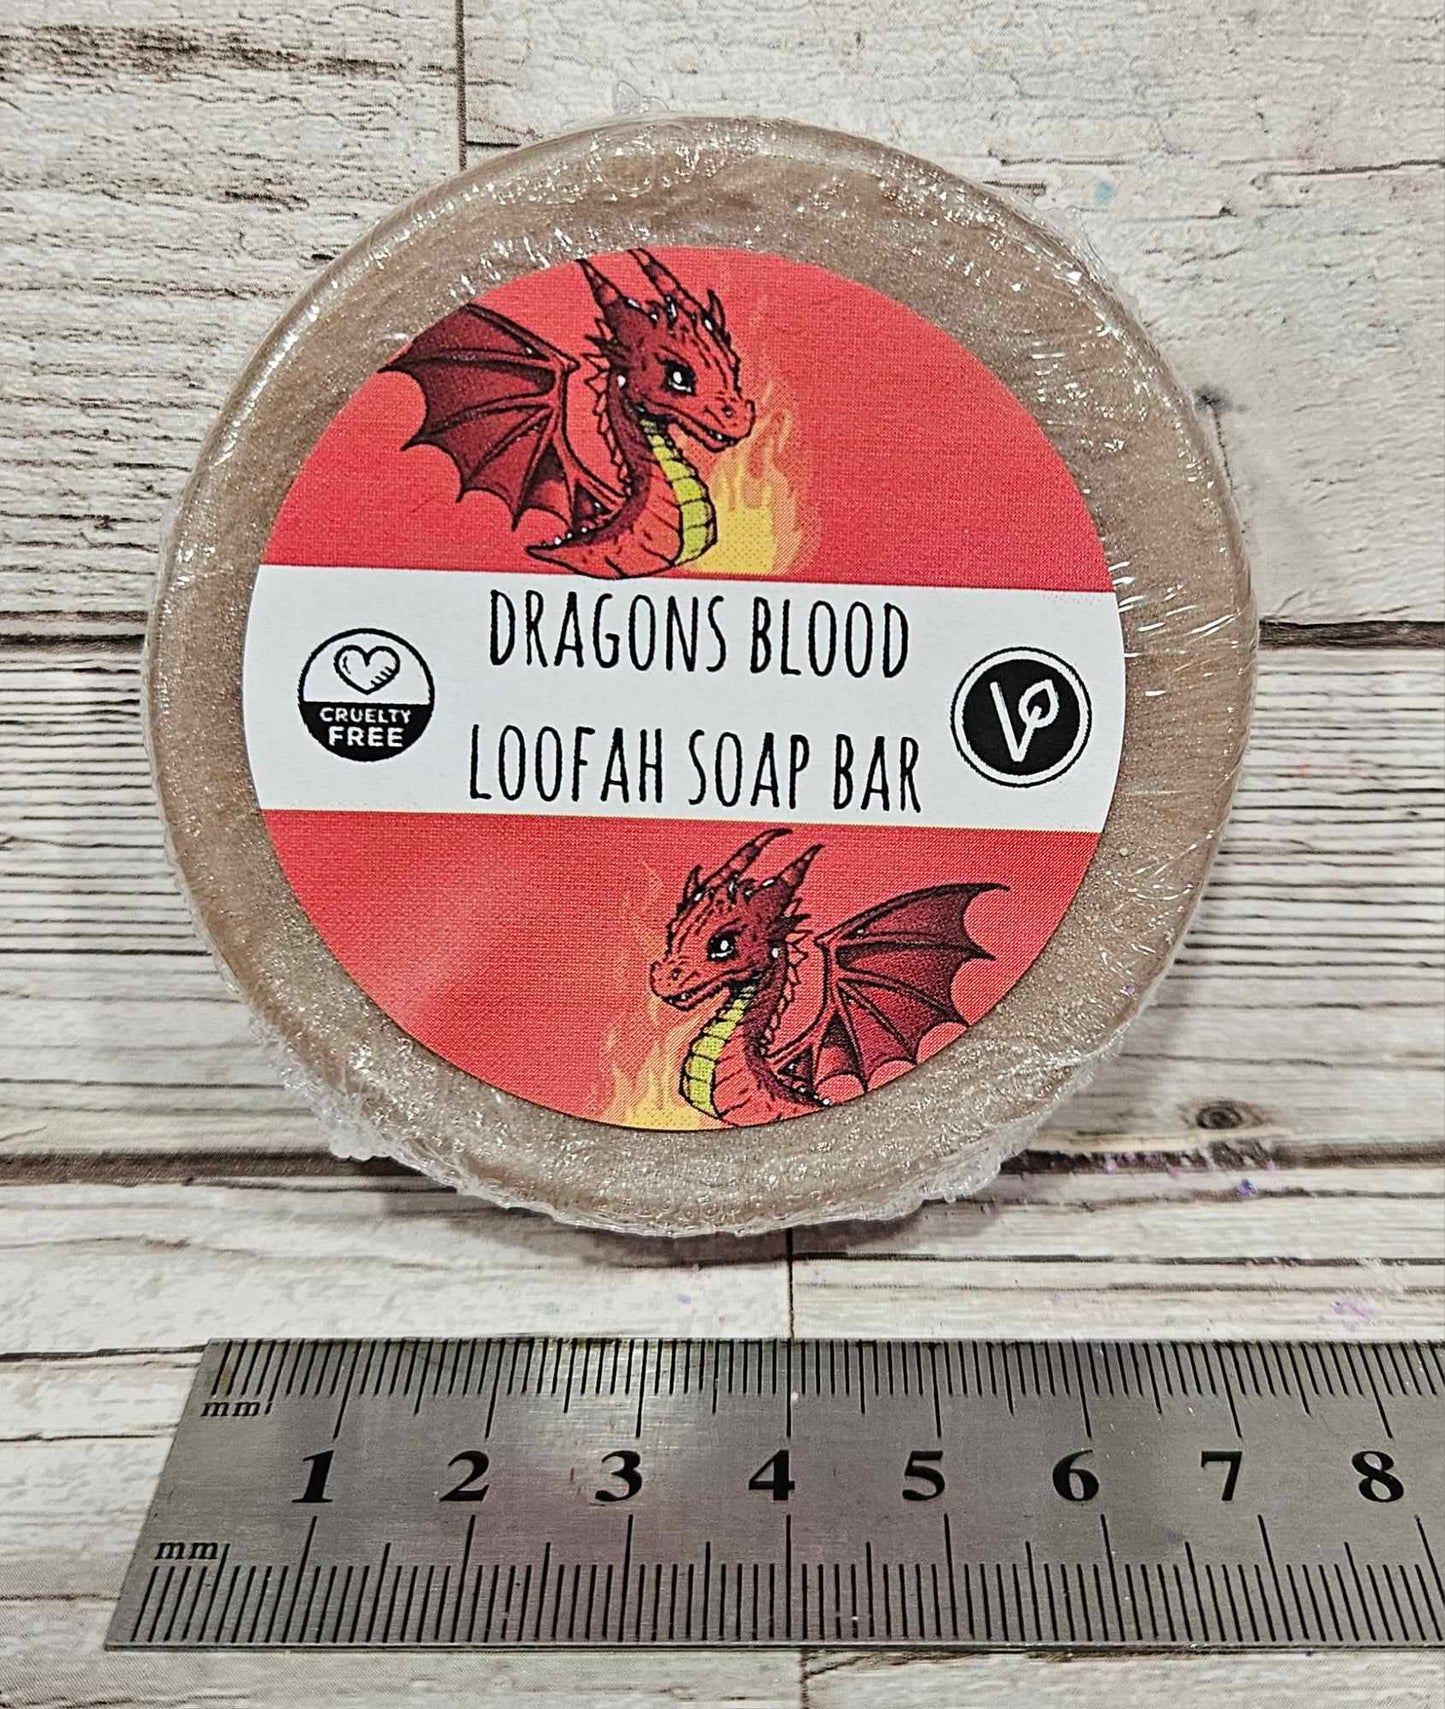 DRAGONS BLOOD
LOOFAH SOAP BAR
CRUELTY
FREE
V
mm
1 2 3 4 5 6 7 8
mm